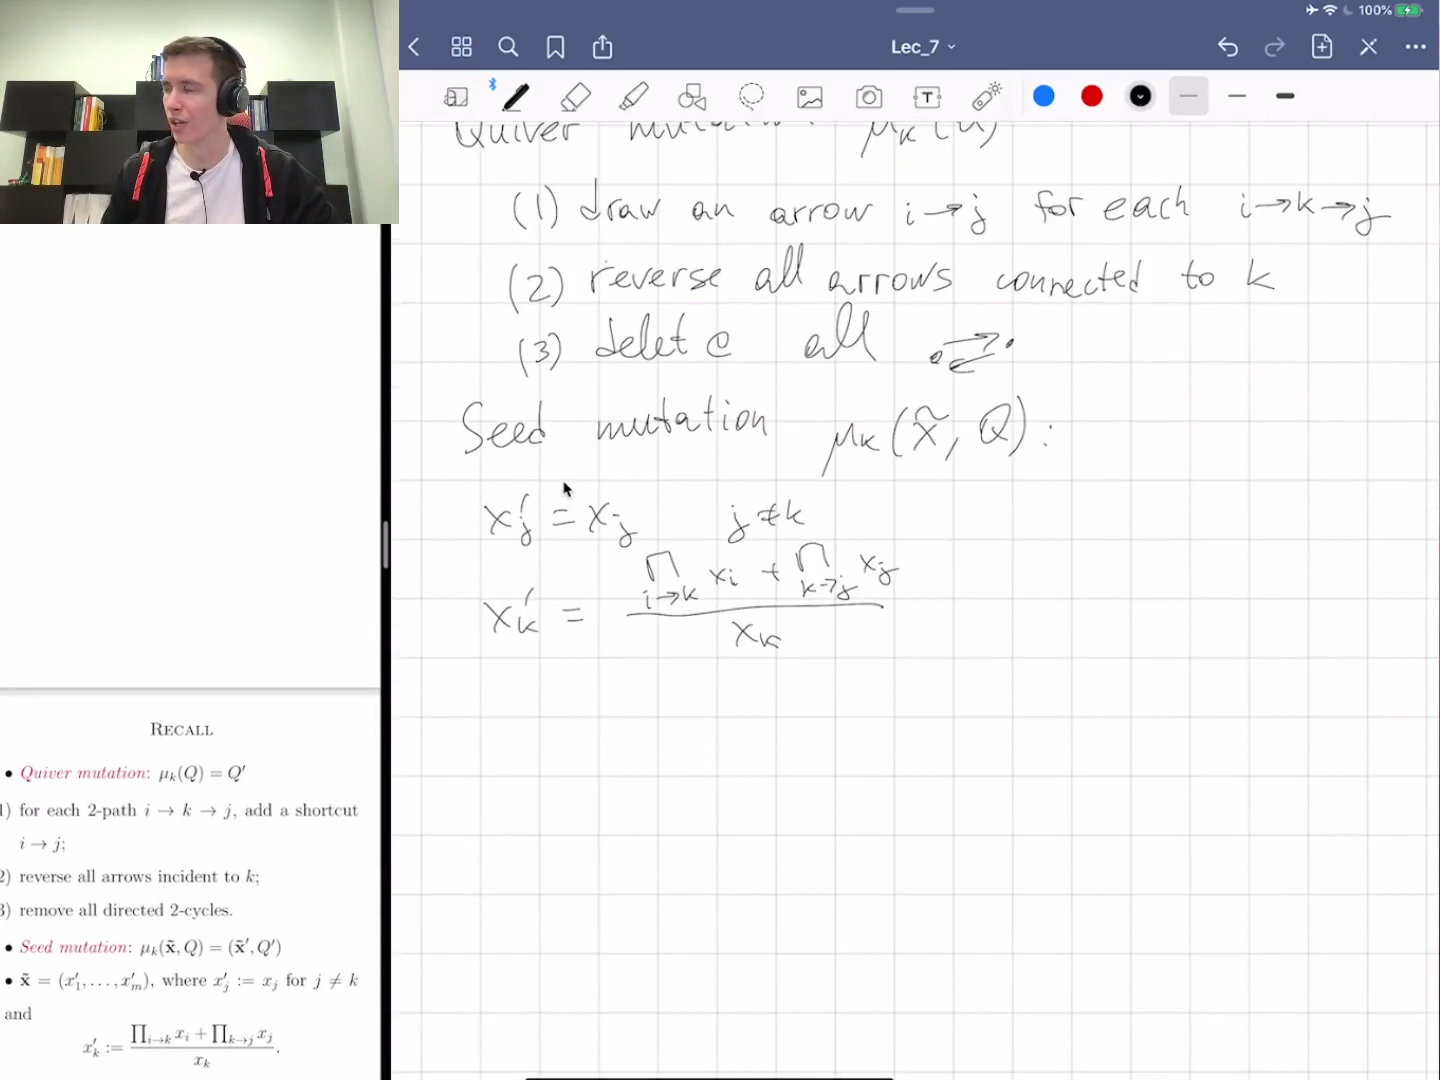 100%
Lec_7
Quiver mutation: μₖ(Q)
(1) draw an arrow i→j for each i→k→j
(2) reverse all arrows connected to k
(3) delete all
Seed mutation μₖ(x̃, Q):
xⱼ′ = xⱼ j ≠ k
xₖ′ = (∏_{i→k} xᵢ + ∏_{k→j} xⱼ) / xₖ
RECALL
• Quiver mutation: μₖ(Q) = Q′
1) for each 2-path i → k → j, add a shortcut
i → j;
2) reverse all arrows incident to k;
3) remove all directed 2-cycles.
• Seed mutation: μₖ(x̃, Q) = (x̃′, Q′)
• x̃ = (x′₁, . . . , x′ₘ), where x′ⱼ := xⱼ for j ≠ k
and
x′ₖ := (∏_{i→k} xᵢ + ∏_{k→j} xⱼ) / xₖ.